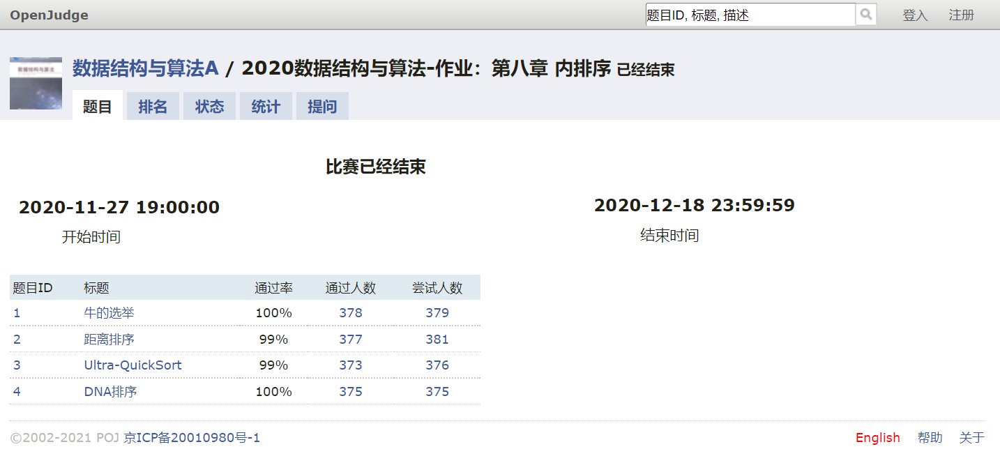 OpenJudge 题目ID, 标题, 描述 登入 注册
数据结构与算法A / 2020数据结构与算法-作业：第八章 内排序 已经结束
数据结构与算法
题目 排名 状态 统计 提问
比赛已经结束
2020-11-27 19:00:00 2020-12-18 23:59:59
开始时间 结束时间
题目ID 标题 通过率 通过人数 尝试人数
1 牛的选举 100% 378 379
2 距离排序 99% 377 381
3 Ultra-QuickSort 99% 373 376
4 DNA排序 100% 375 375
©2002-2021 POJ 京ICP备20010980号-1 English 帮助 关于